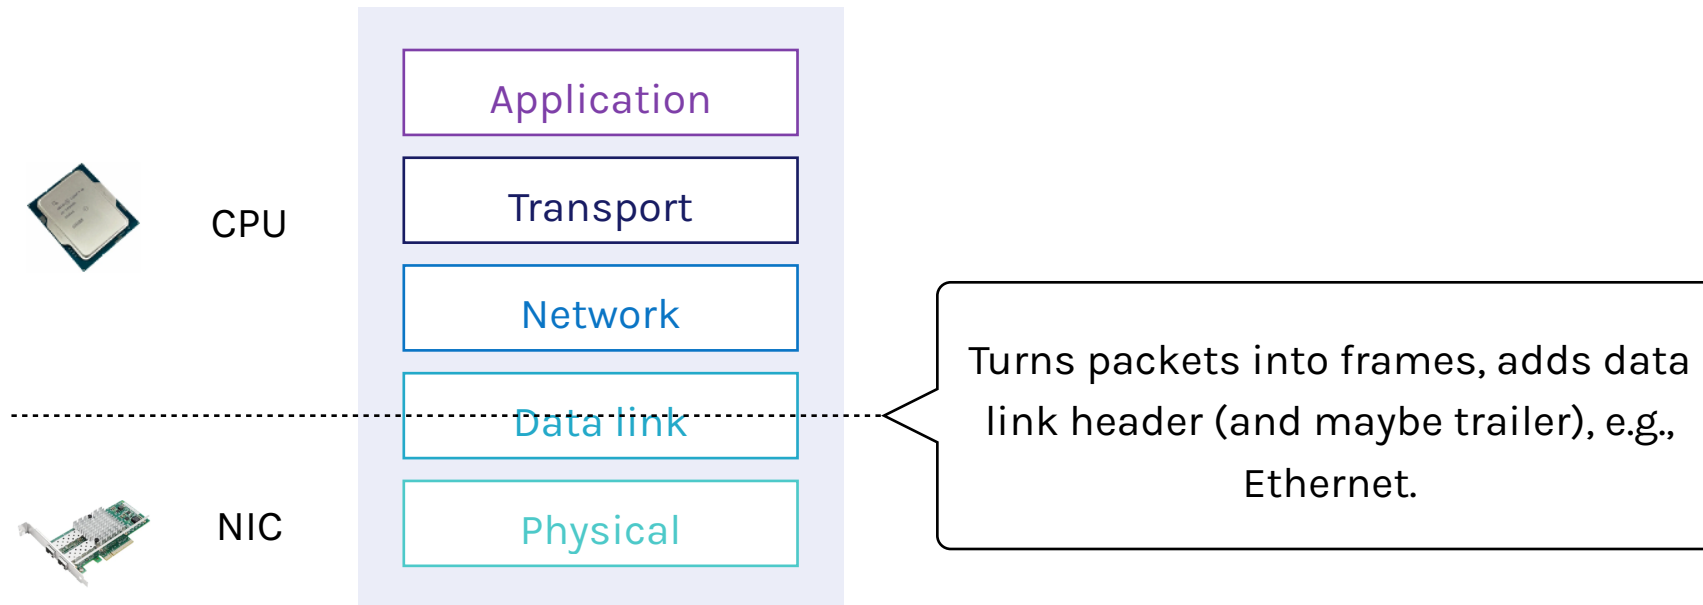 Application
Transport
CPU
Network
Data link
Physical
NIC
Turns packets into frames, adds data
link header (and maybe trailer), e.g.,
Ethernet.